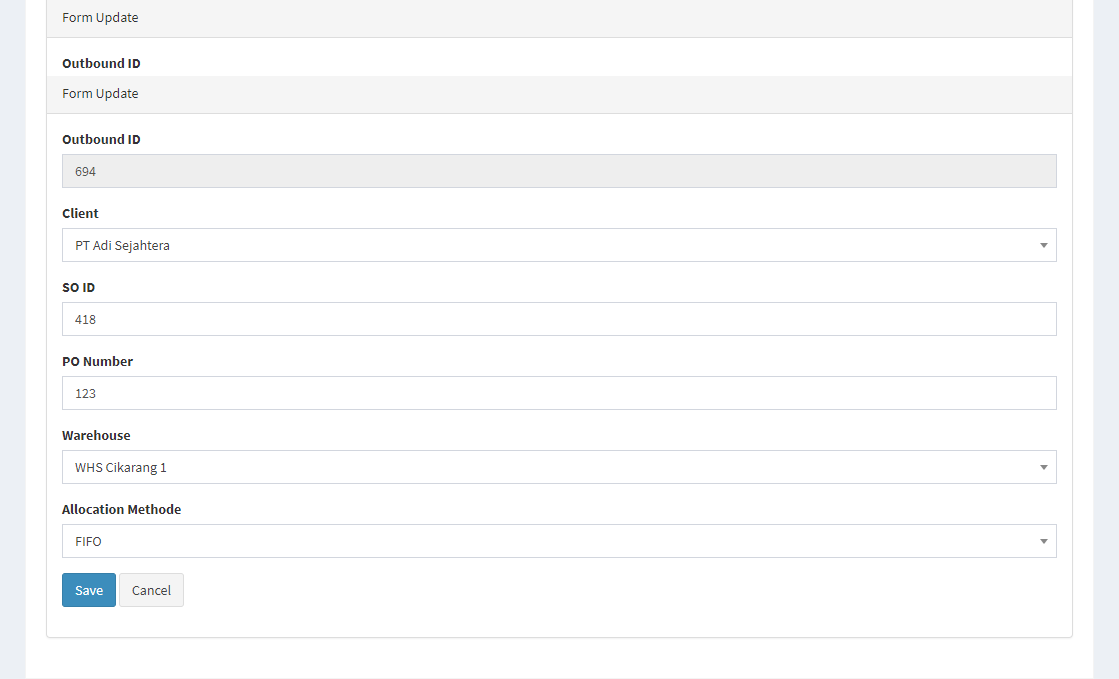 Form Update
Outbound ID
Form Update
Outbound ID
694
Client
PT Adi Sejahtera
SO ID
418
PO Number
123
Warehouse
WHS Cikarang 1
Allocation Methode
FIFO
Save Cancel